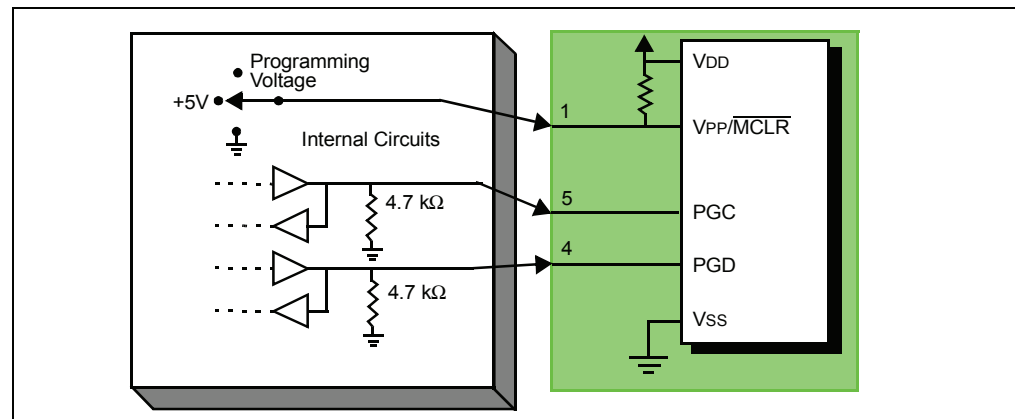 Programming
Voltage
+5V
Internal Circuits
4.7 kΩ
4.7 kΩ
1
5
4
VDD
VPP/MCLR
PGC
PGD
VSS